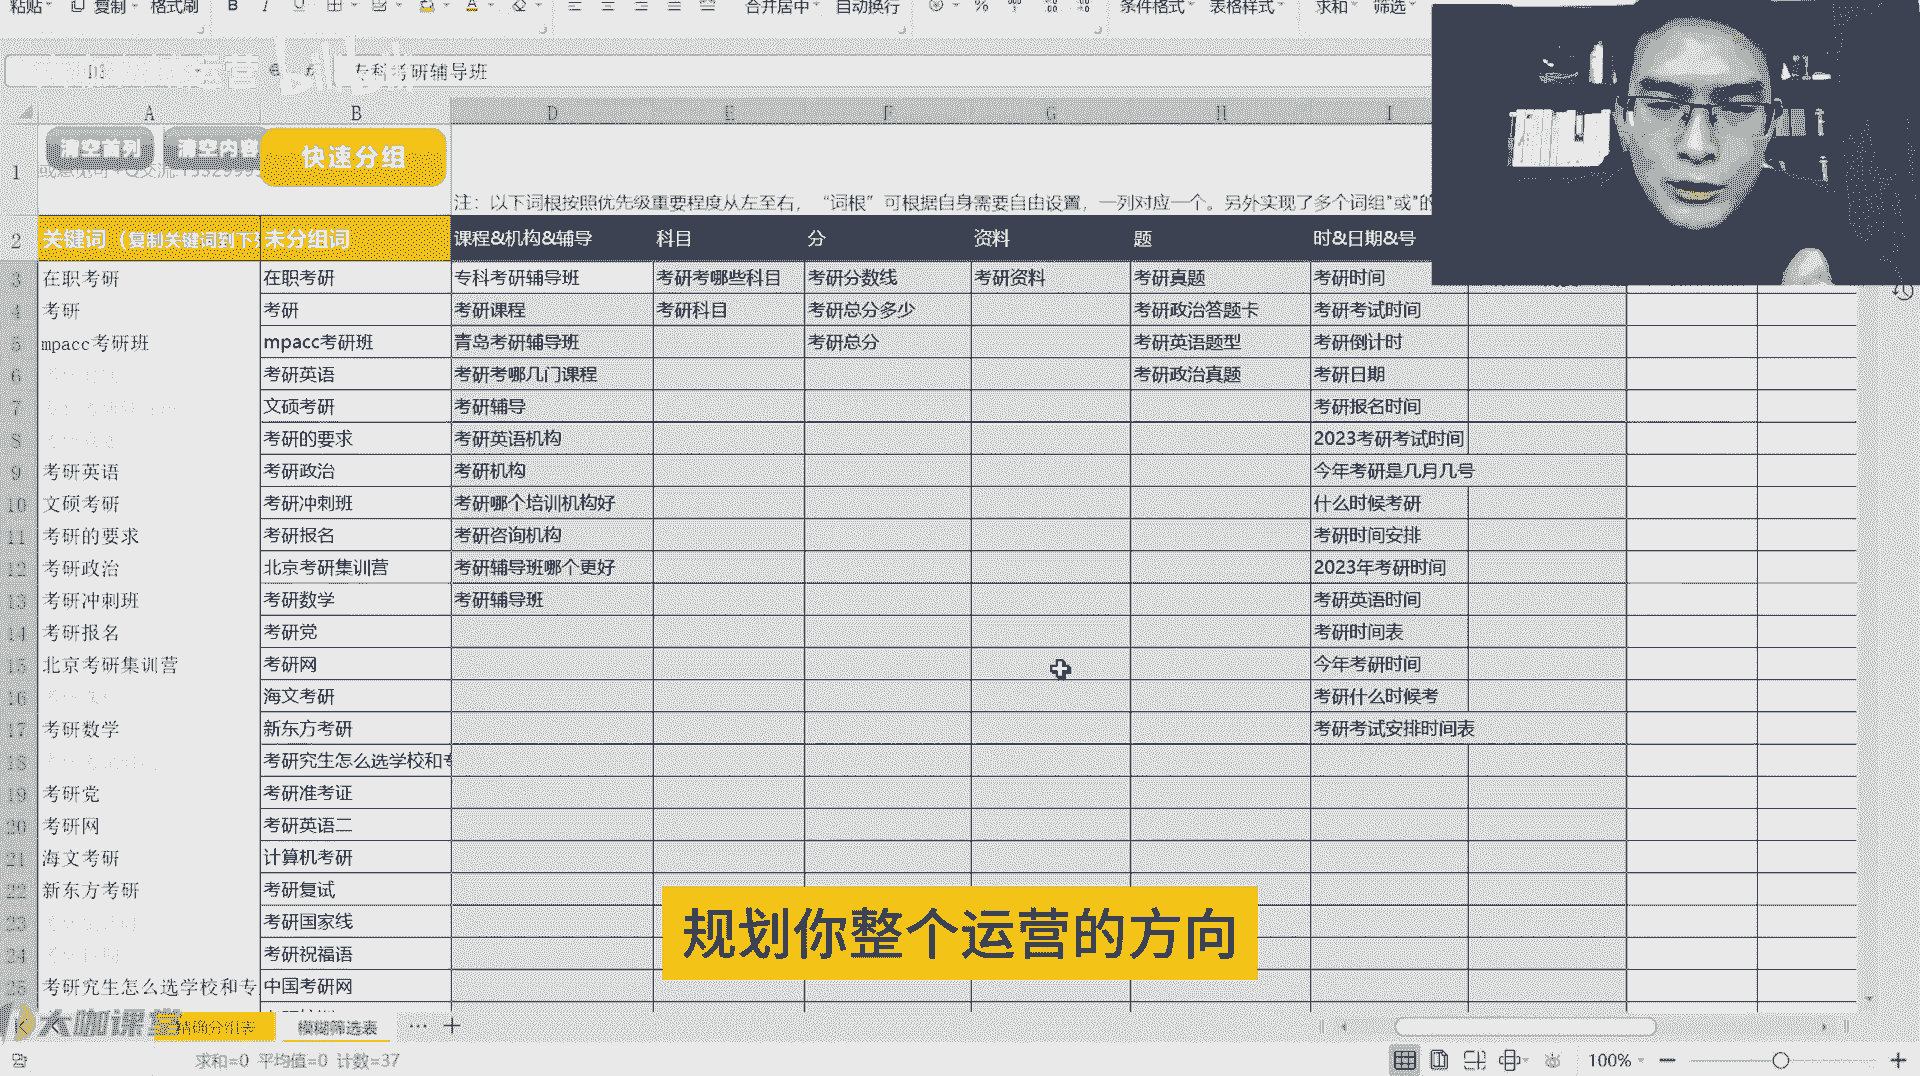 粘贴 复制 格式刷 B I U A 合并居中 自动换行 % 条件格式 表格样式 求和 筛选
专科考研辅导班
A B D E F G H I
清空首列 清空内容 快速分组
1
注：以下词根按照优先级重要程度从左至右，“词根”可根据自身需要自由设置，一列对应一个。另外实现了多个词组"或"的
2 关键词（复制关键词到下 未分组词 课程&机构&辅导 科目 分 资料 题 时&日期&号
3 在职考研 在职考研 专科考研辅导班 考研考哪些科目 考研分数线 考研资料 考研真题 考研时间
4 考研 考研 考研课程 考研科目 考研总分多少 考研政治答题卡 考研考试时间
5 mpacc考研班 mpacc考研班 青岛考研辅导班 考研总分 考研英语题型 考研倒计时
6 考研英语 考研考哪几门课程 考研政治真题 考研日期
7 文硕考研 考研辅导 考研报名时间
8 考研的要求 考研英语机构 2023考研考试时间
9 考研英语 考研政治 考研机构 今年考研是几月几号
10 文硕考研 考研冲刺班 考研哪个培训机构好 什么时候考研
11 考研的要求 考研报名 考研咨询机构 考研时间安排
12 考研政治 北京考研集训营 考研辅导班哪个更好 2023年考研时间
13 考研冲刺班 考研数学 考研辅导班 考研英语时间
14 考研报名 考研党 考研时间表
15 北京考研集训营 考研网 今年考研时间
16 海文考研 考研什么时候考
17 考研数学 新东方考研 考研考试安排时间表
18 考研究生怎么选学校和专
19 考研党 考研准考证
20 考研网 考研英语二
21 海文考研 计算机考研
22 新东方考研 考研复试
23 考研国家线
24 考研祝福语
25 考研究生怎么选学校和专 中国考研网
规划你整个运营的方向
大咖课堂 精确分组表 模糊筛选表 ··· +
求和=0 平均值=0 计数=37 100%